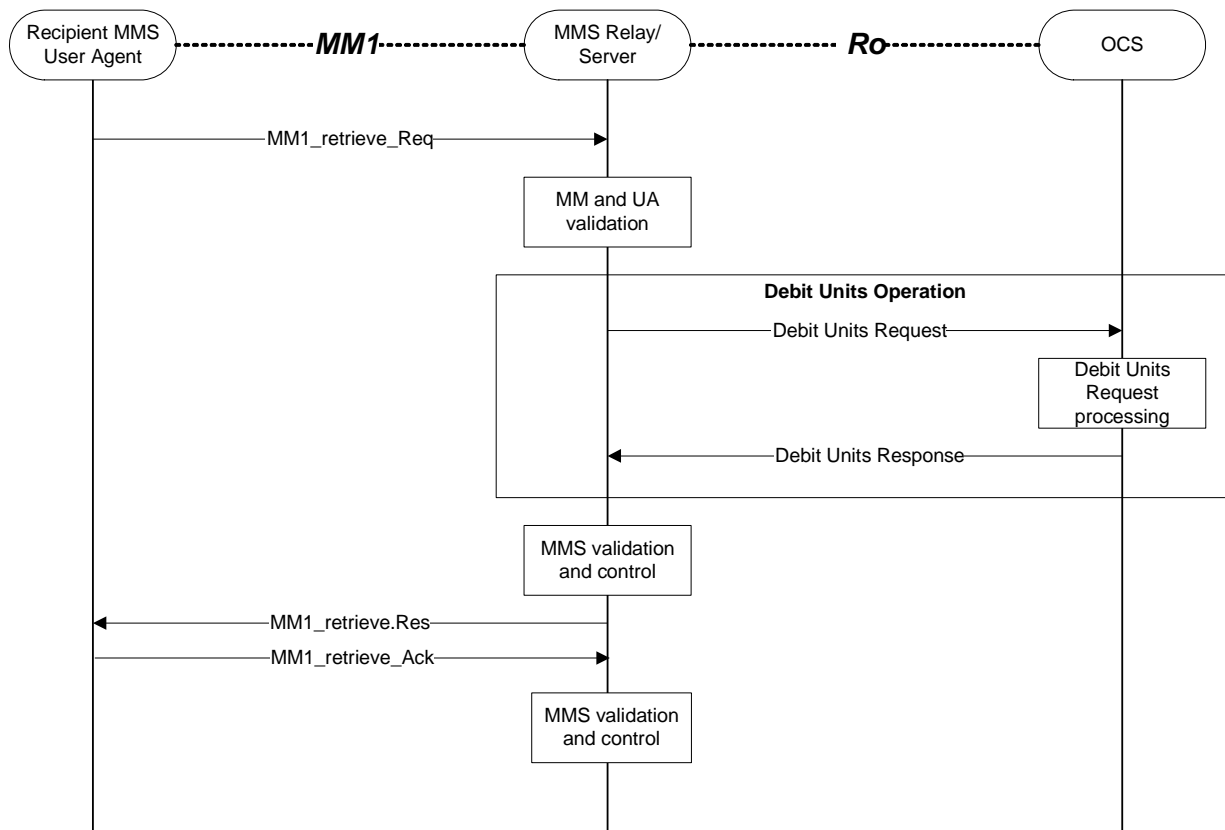 Recipient MMS
User Agent
MM1
MMS Relay/
Server
Ro
OCS
MM1_retrieve_Req
MM and UA
validation
Debit Units Operation
Debit Units Request
Debit Units
Request
processing
Debit Units Response
MMS validation
and control
MM1_retrieve.Res
MM1_retrieve_Ack
MMS validation
and control